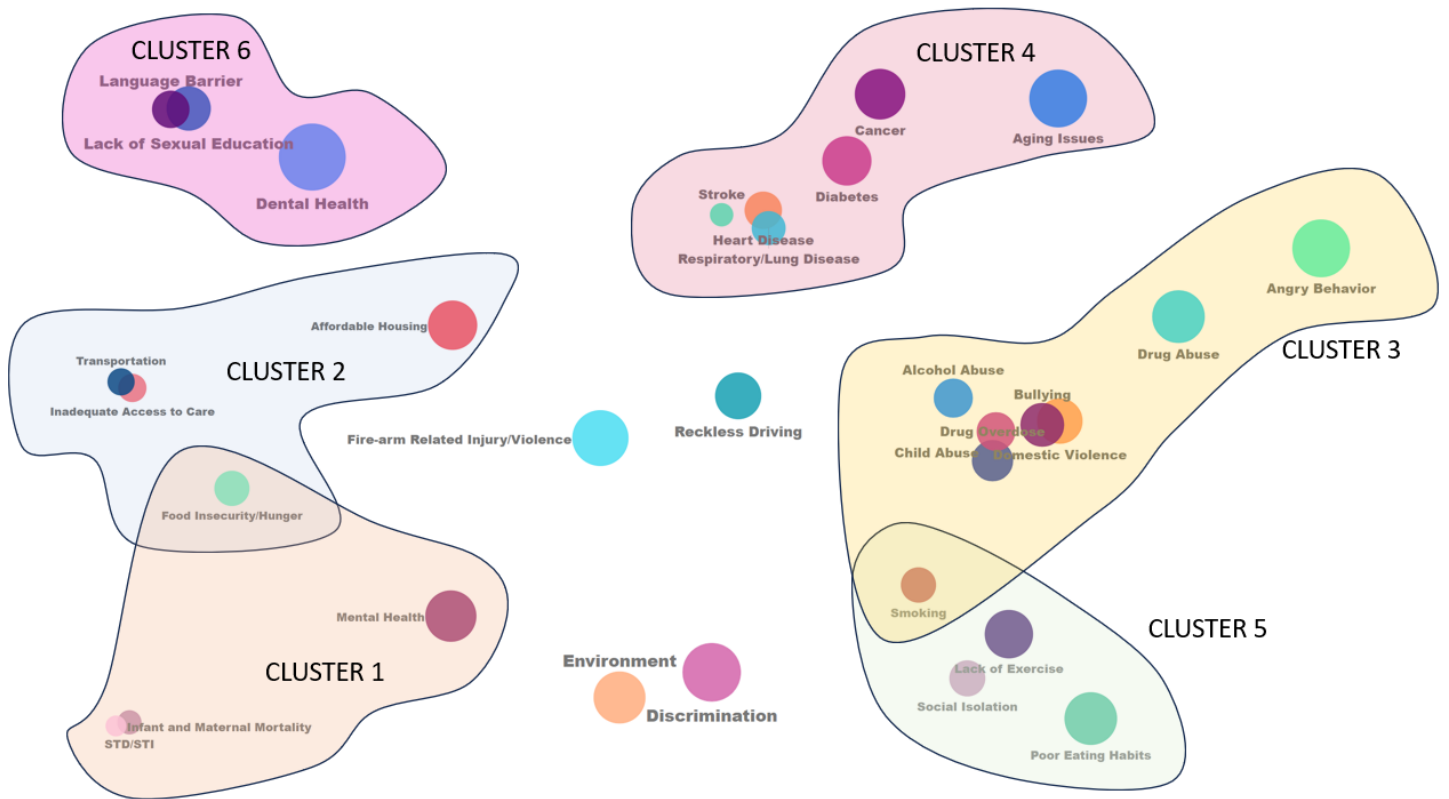 CLUSTER 6
Language Barrier
Lack of Sexual Education
Dental Health
CLUSTER 4
Cancer
Aging Issues
Diabetes
Stroke
Heart Disease
Respiratory/Lung Disease
CLUSTER 2
Affordable Housing
Transportation
Inadequate Access to Care
Food Insecurity/Hunger
Fire-arm Related Injury/Violence
Reckless Driving
CLUSTER 3
Angry Behavior
Drug Abuse
Alcohol Abuse
Bullying
Drug Overdose
Child Abuse
Domestic Violence
CLUSTER 1
Mental Health
Infant and Maternal Mortality
STD/STI
Environment
Discrimination
CLUSTER 5
Smoking
Lack of Exercise
Social Isolation
Poor Eating Habits